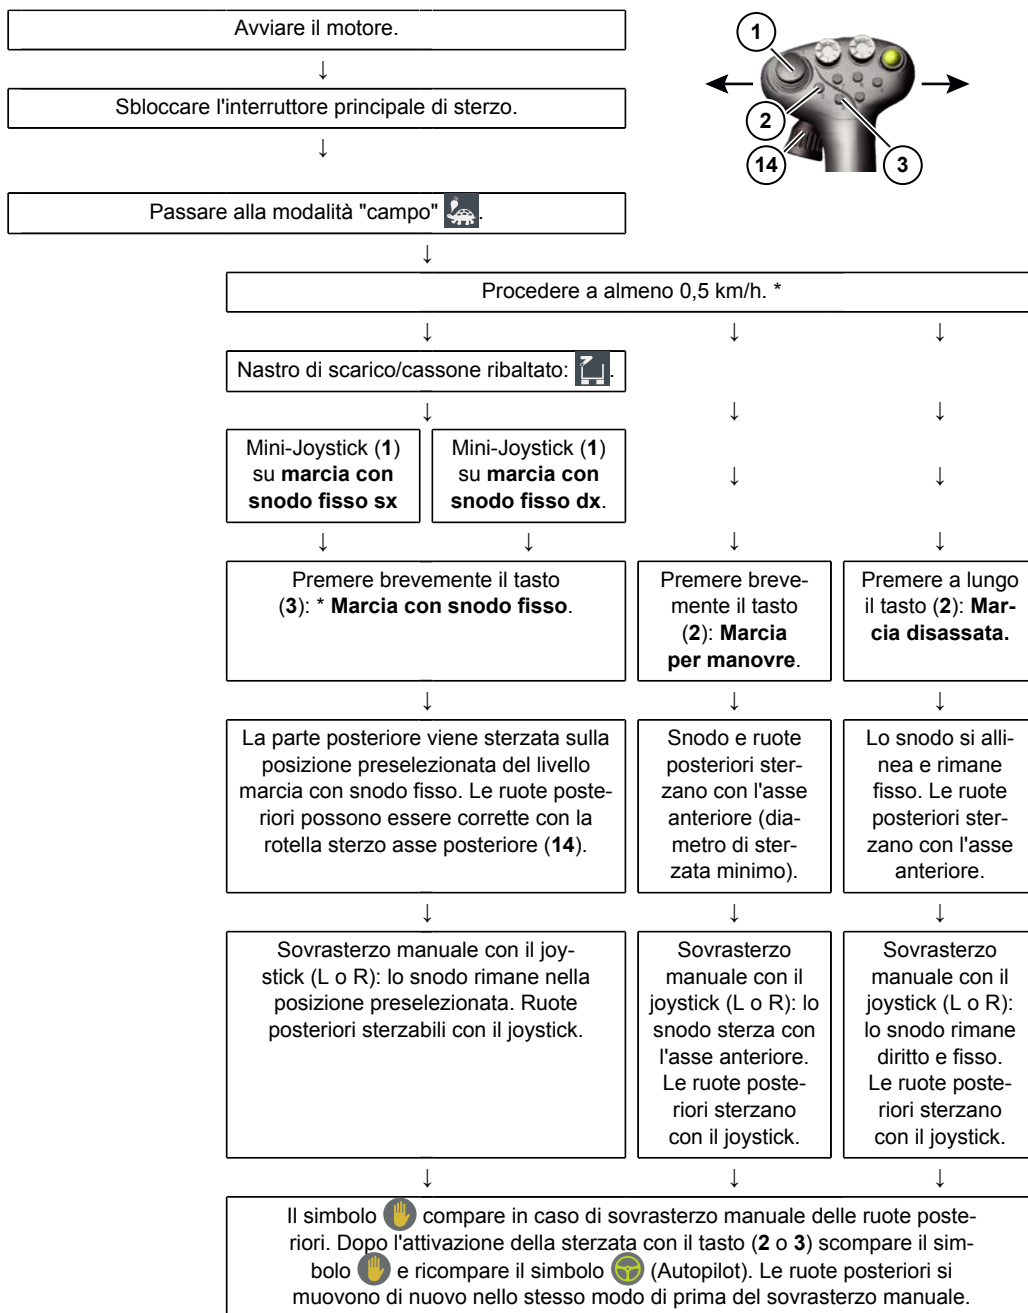 Avviare il motore.
↓
Sbloccare l'interruttore principale di sterzo.
↓
Passare alla modalità "campo" .
1
2
14
3
↓
Procedere a almeno 0,5 km/h. *
↓ ↓ ↓
Nastro di scarico/cassone ribaltato: .
↓ ↓ ↓
Mini-Joystick (1)
su marcia con
snodo fisso sx
Mini-Joystick (1)
su marcia con
snodo fisso dx.
↓ ↓
↓ ↓ ↓ ↓
Premere brevemente il tasto
(3): * Marcia con snodo fisso.
Premere breve-
mente il tasto
(2): Marcia
per manovre.
Premere a lungo
il tasto (2): Mar-
cia disassata.
↓ ↓ ↓
La parte posteriore viene sterzata sulla
posizione preselezionata del livello
marcia con snodo fisso. Le ruote poste-
riori possono essere corrette con la
rotella sterzo asse posteriore (14).
Snodo e ruote
posteriori ster-
zano con l'asse
anteriore (dia-
metro di ster-
zata minimo).
Lo snodo si alli-
nea e rimane
fisso. Le ruote
posteriori ster-
zano con l'asse
anteriore.
↓ ↓ ↓
Sovrasterzo manuale con il joy-
stick (L o R): lo snodo rimane nella
posizione preselezionata. Ruote
posteriori sterzabili con il joystick.
Sovrasterzo
manuale con il
joystick (L o R): lo
snodo sterza con
l'asse anteriore.
Le ruote poste-
riori sterzano
con il joystick.
Sovrasterzo
manuale con il
joystick (L o R):
lo snodo rimane
diritto e fisso.
Le ruote poste-
riori sterzano
con il joystick.
↓ ↓ ↓
Il simbolo compare in caso di sovrasterzo manuale delle ruote poste-
riori. Dopo l'attivazione della sterzata con il tasto (2 o 3) scompare il sim-
bolo e ricompare il simbolo (Autopilot). Le ruote posteriori si
muovono di nuovo nello stesso modo di prima del sovrasterzo manuale.